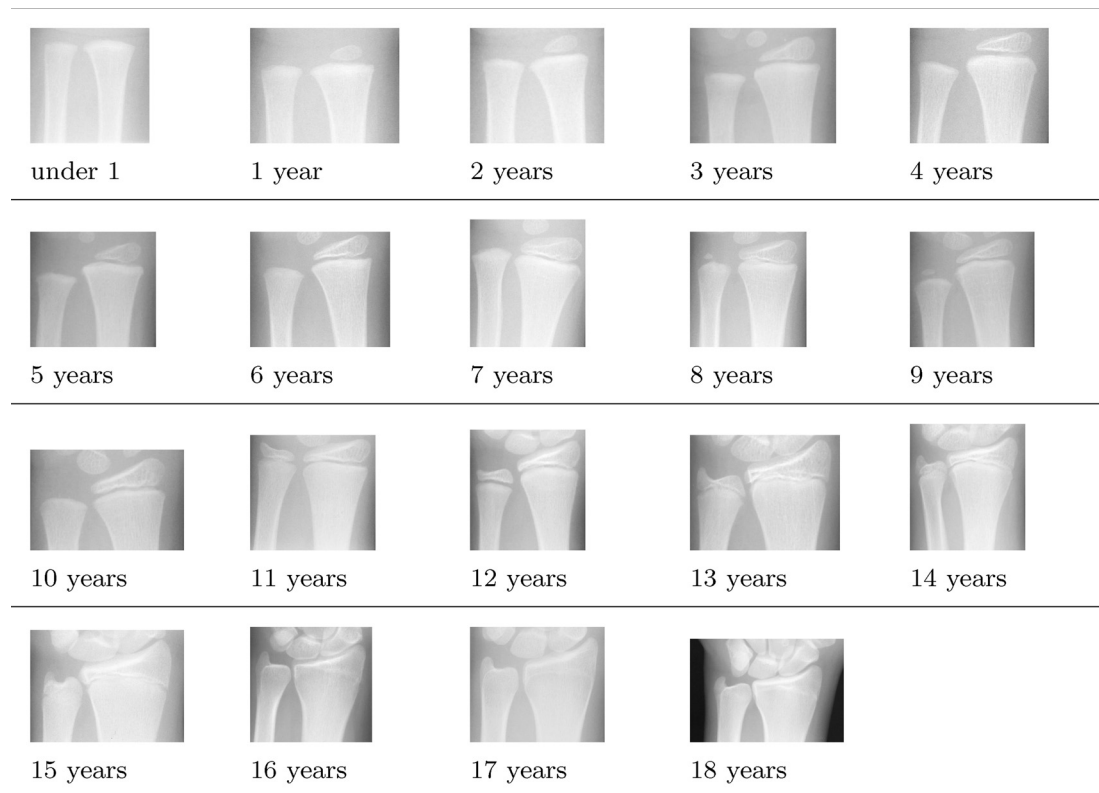 under 1
1 year
2 years
3 years
4 years
5 years
6 years
7 years
8 years
9 years
10 years
11 years
12 years
13 years
14 years
15 years
16 years
17 years
18 years